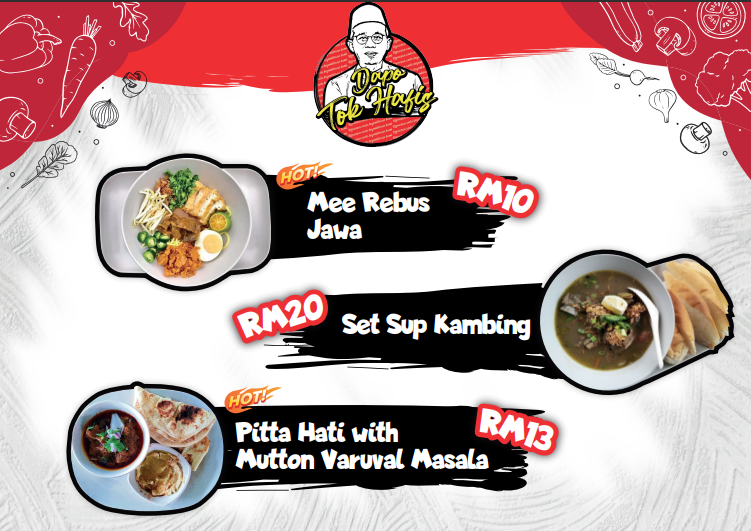 Dapo
Tok Hafis
HOT!
Mee Rebus
Jawa
RM10
RM20
Set Sup Kambing
HOT!
Pitta Hati with
Mutton Varuval Masala
RM13